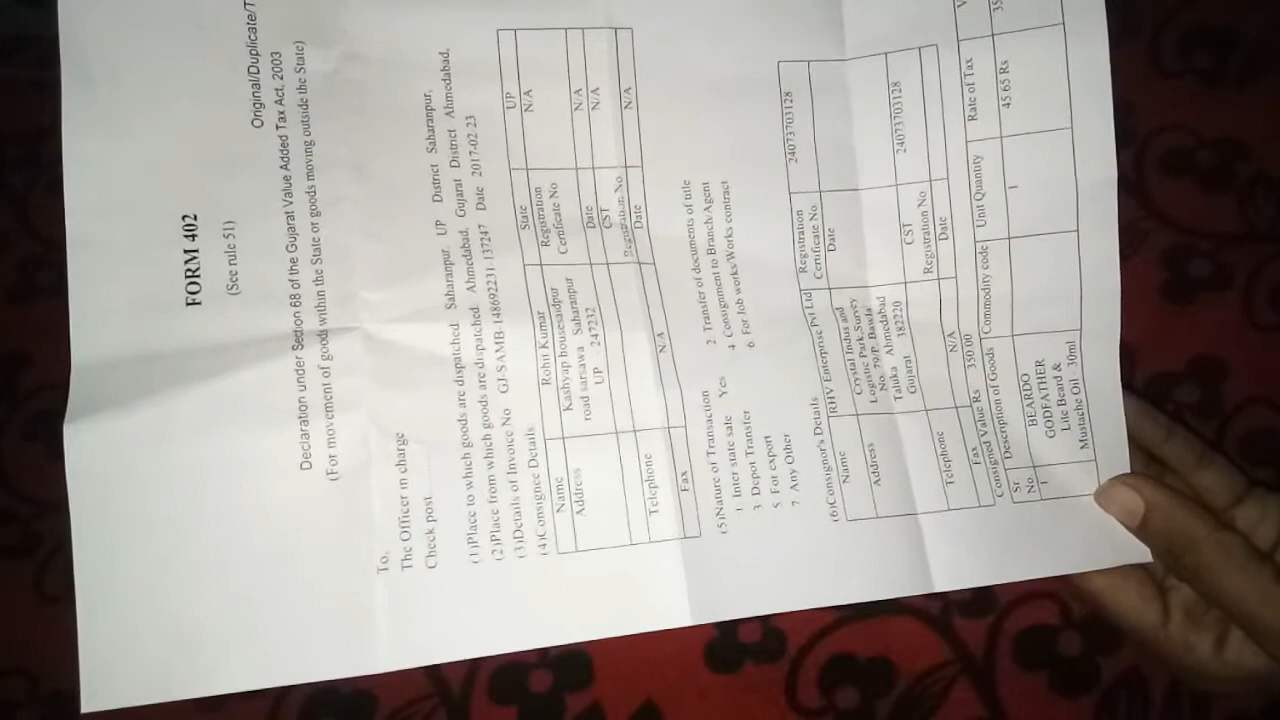 FORM 402
(See rule 51)
Original/Duplicate/T
Declaration under Section 68 of the Gujarat Value Added Tax Act, 2003
(For movement of goods within the State or goods moving outside the State)
To,
The Officer in charge
Check post
(1)Place to which goods are dispatched. Saharanpur, UP District Saharanpur,
(2)Place from which goods are dispatched. Ahmedabad, Gujarat District Ahmedabad,
(3)Details of Invoice No GJ-SAMB-148692231-137247 Date 2017-02-23
(4)Consignee Details
Name Rohit Kumar State UP
Address Kashyap housesaidpur road sarsawa Saharanpur UP - 247232 Registration Certificate No N/A
Date N/A
CST Registration No N/A
Telephone N/A Date N/A
Fax
(5)Nature of Transaction
1 Inter state sale Yes 2 Transfer of documents of title
3 Depot Transfer 4 Consignment to Branch/Agent
5 For export 6 For Job works/Works contract
7 Any Other
(6)Consignor's Details
Name RHV Enterprise Pvt Ltd Registration Certificate No 24073703128
Address Crystal Indus and Logistic Park,Survey No. 79/P, Bawla Taluka Ahmedabad Gujarat 382220 Date
CST Registration No 24073703128
Telephone N/A Date
Fax
Consigned Value Rs 350.00
Sr No. Description of Goods Commodity code Unit Quantity Rate of Tax V
1 BEARDO GODFATHER Lite Beard & Mustache Oil - 30ml 1 45.65 Rs 35